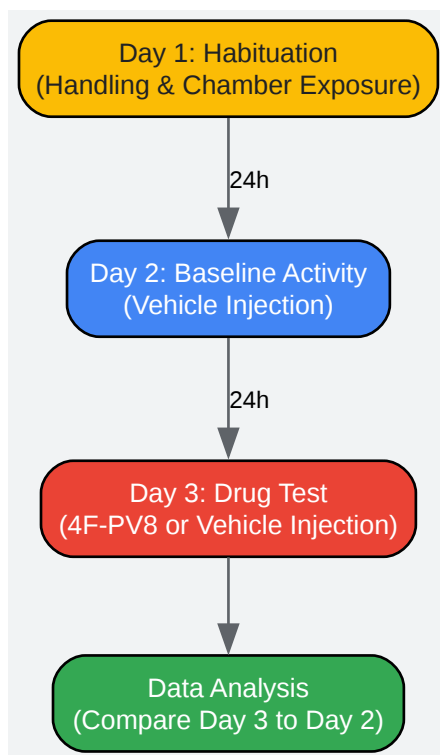 Day 1: Habituation
(Handling & Chamber Exposure)
24h
Day 2: Baseline Activity
(Vehicle Injection)
24h
Day 3: Drug Test
(4F-PV8 or Vehicle Injection)
Data Analysis
(Compare Day 3 to Day 2)